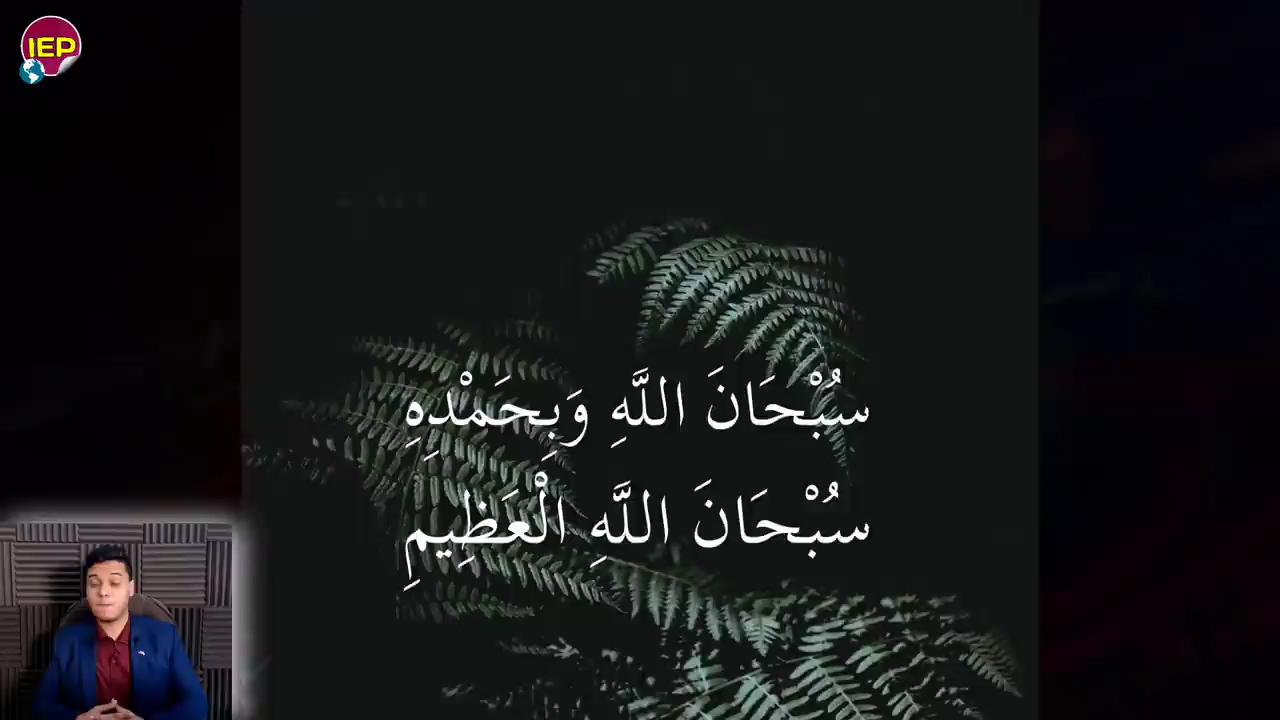 IEP
سُبْحَانَ اللَّهِ وَبِحَمْدِهِ
سُبْحَانَ اللَّهِ الْعَظِيمِ